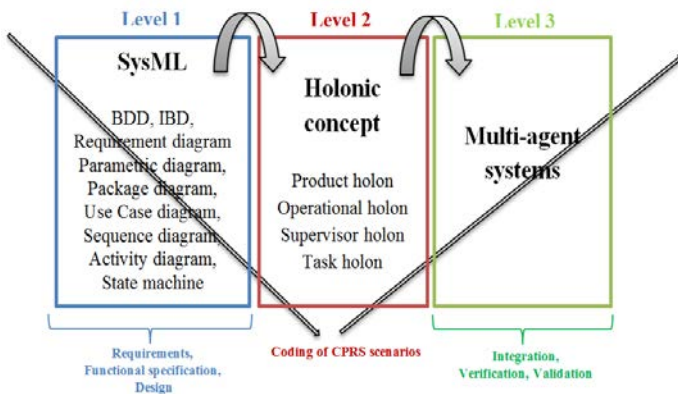 Level 1
Level 2
Level 3
SysML
BDD, IBD,
Requirement diagram
Parametric diagram,
Package diagram,
Use Case diagram,
Sequence diagram,
Activity diagram,
State machine
Holonic
concept
Product holon
Operational holon
Supervisor holon
Task holon
Multi-agent
systems
Requirements,
Functional specification,
Design
Coding of CPRS scenarios
Integration,
Verification, Validation